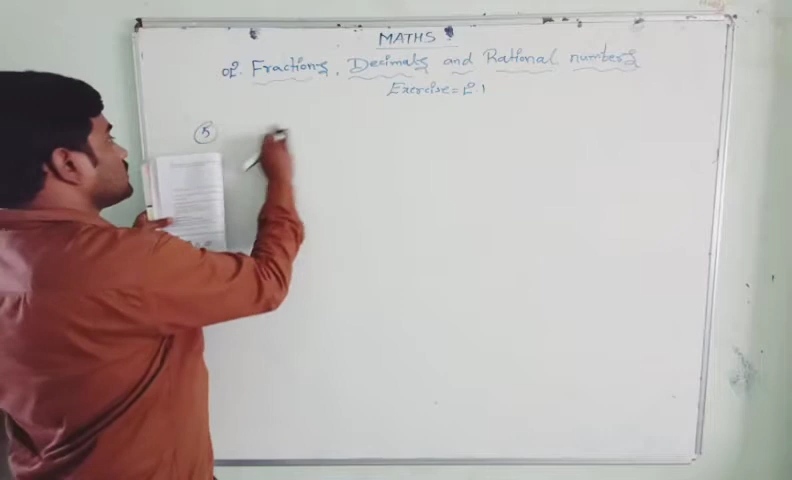 MATHS
02. Fractions, Decimals and Rational numbers
Exercise = 2.1
5